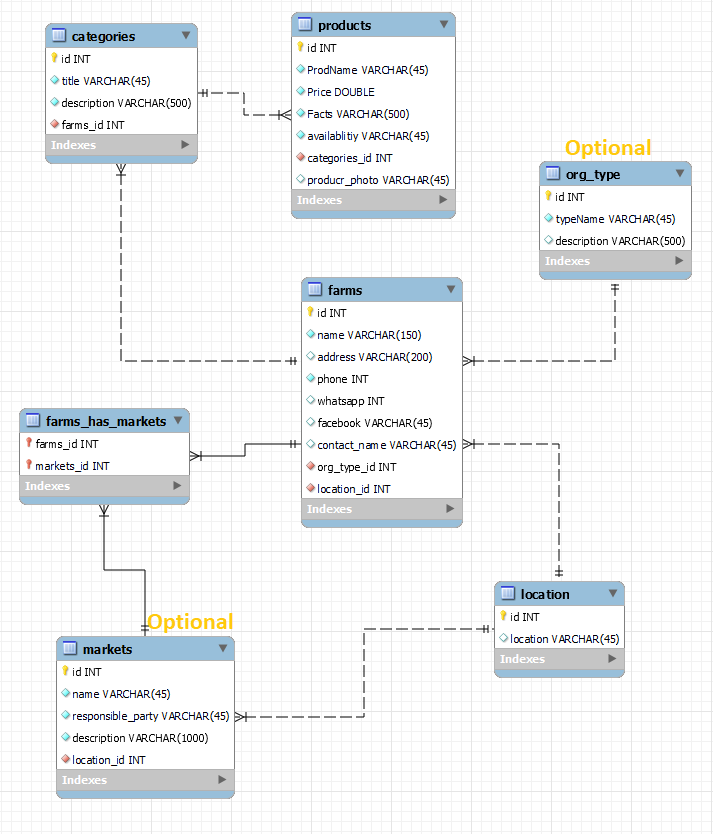 categories
id INT
title VARCHAR(45)
description VARCHAR(500)
farms_id INT
Indexes
products
id INT
ProdName VARCHAR(45)
Price DOUBLE
Facts VARCHAR(500)
availablitiy VARCHAR(45)
categories_id INT
producr_photo VARCHAR(45)
Indexes
Optional
org_type
id INT
typeName VARCHAR(45)
description VARCHAR(500)
Indexes
farms
id INT
name VARCHAR(150)
address VARCHAR(200)
phone INT
whatsapp INT
facebook VARCHAR(45)
contact_name VARCHAR(45)
org_type_id INT
location_id INT
Indexes
farms_has_markets
farms_id INT
markets_id INT
Indexes
location
id INT
location VARCHAR(45)
Indexes
Optional
markets
id INT
name VARCHAR(45)
responsible_party VARCHAR(45)
description VARCHAR(1000)
location_id INT
Indexes